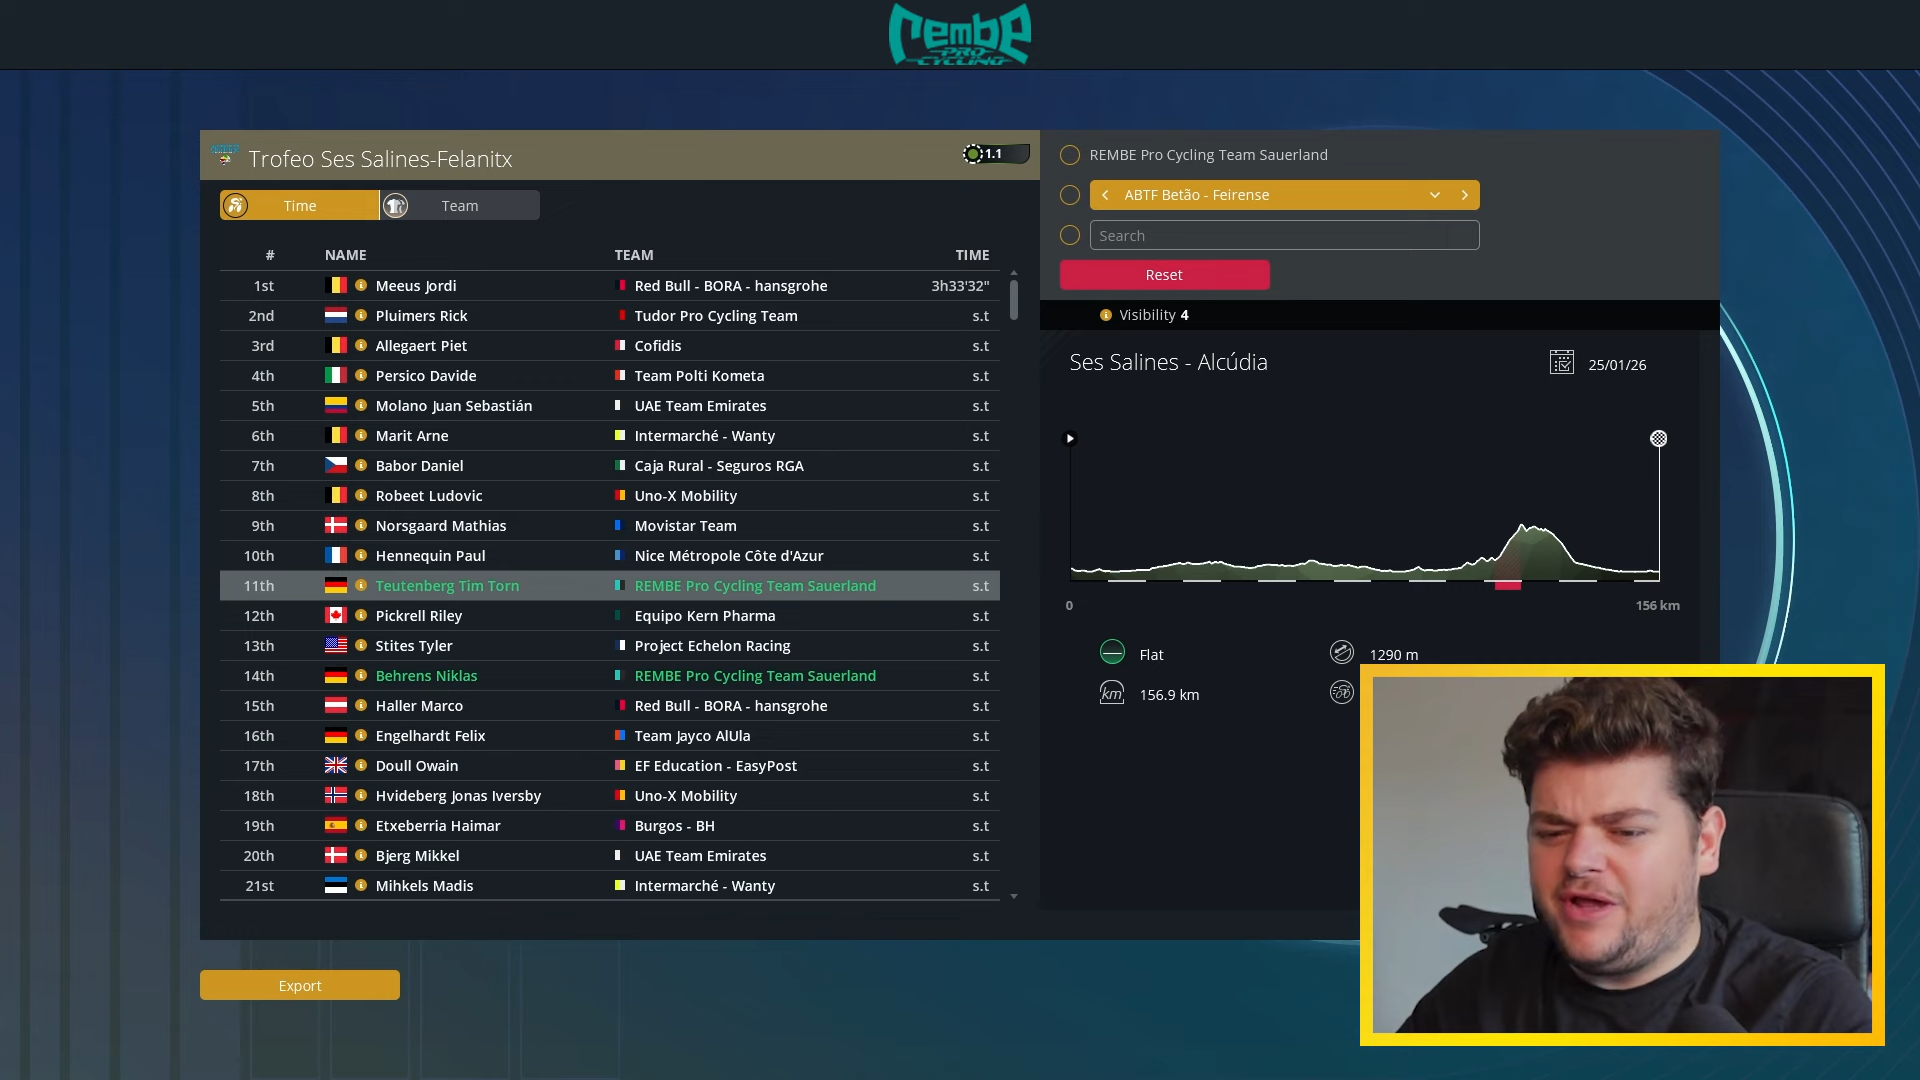 rembe
PRO
CYCLING
Trofeo Ses Salines-Felanitx
1.1
Time
Team
# NAME TEAM TIME
1st Meeus Jordi Red Bull - BORA - hansgrohe 3h33'32"
2nd Pluimers Rick Tudor Pro Cycling Team s.t
3rd Allegaert Piet Cofidis s.t
4th Persico Davide Team Polti Kometa s.t
5th Molano Juan Sebastián UAE Team Emirates s.t
6th Marit Arne Intermarché - Wanty s.t
7th Babor Daniel Caja Rural - Seguros RGA s.t
8th Robeet Ludovic Uno-X Mobility s.t
9th Norsgaard Mathias Movistar Team s.t
10th Hennequin Paul Nice Métropole Côte d'Azur s.t
11th Teutenberg Tim Torn REMBE Pro Cycling Team Sauerland s.t
12th Pickrell Riley Equipo Kern Pharma s.t
13th Stites Tyler Project Echelon Racing s.t
14th Behrens Niklas REMBE Pro Cycling Team Sauerland s.t
15th Haller Marco Red Bull - BORA - hansgrohe s.t
16th Engelhardt Felix Team Jayco AlUla s.t
17th Doull Owain EF Education - EasyPost s.t
18th Hvideberg Jonas Iversby Uno-X Mobility s.t
19th Etxeberria Haimar Burgos - BH s.t
20th Bjerg Mikkel UAE Team Emirates s.t
21st Mihkels Madis Intermarché - Wanty s.t
Export
REMBE Pro Cycling Team Sauerland
ABTF Betão - Feirense
Search
Reset
Visibility 4
Ses Salines - Alcúdia
25/01/26
0
156 km
Flat
1290 m
km 156.9 km